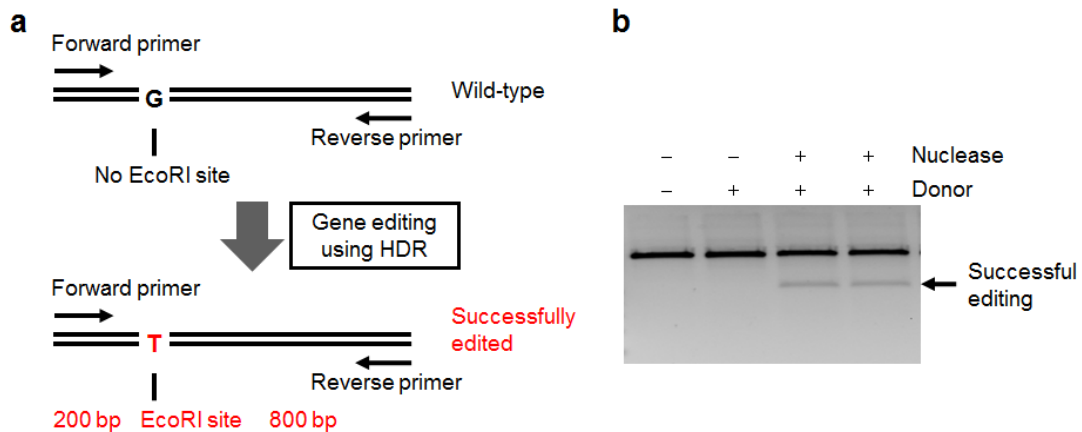 a
Forward primer
G
Wild-type
Reverse primer
No EcoRI site
Gene editing
using HDR
Forward primer
T
Successfully
edited
Reverse primer
200 bp EcoRI site 800 bp
b
– – + + Nuclease
– + + + Donor
Successful
editing